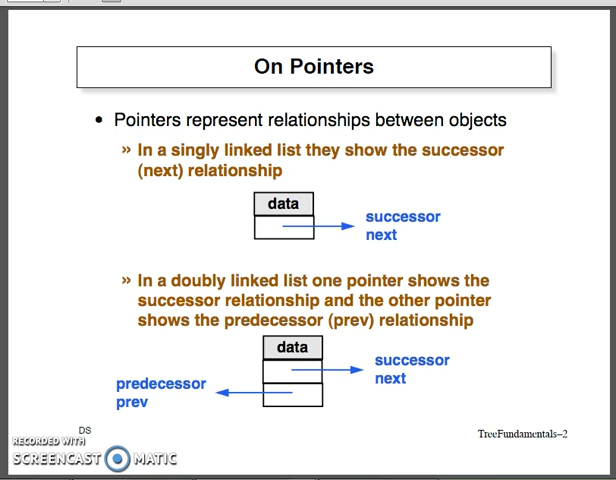 On Pointers
• Pointers represent relationships between objects
» In a singly linked list they show the successor
(next) relationship
data
successor
next
» In a doubly linked list one pointer shows the
successor relationship and the other pointer
shows the predecessor (prev) relationship
data
successor
next
predecessor
prev
DS
TreeFundamentals–2
RECORDED WITH
SCREENCAST MATIC